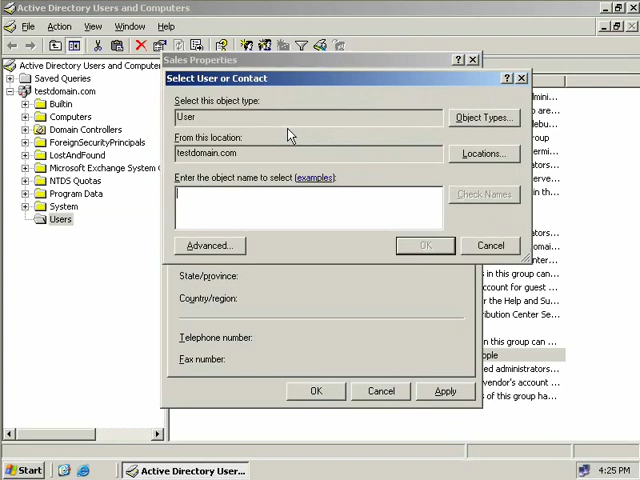 Active Directory Users and Computers
File Action View Window Help
Active Directory Users and Computer
Saved Queries
testdomain.com
Builtin
Computers
Domain Controllers
ForeignSecurityPrincipals
LostAndFound
Microsoft Exchange System
NTDS Quotas
Program Data
System
Users
Sales Properties
Select User or Contact
Select this object type:
User
Object Types...
From this location:
testdomain.com
Locations...
Enter the object name to select (examples):
Check Names
Advanced...
OK
Cancel
State/province:
Country/region:
Telephone number:
Fax number:
OK
Cancel
Apply
n this group can...
ccount for guest ...
r the Help and Su...
ribution Center Se...
in this group can ...
ople
ed administrators...
vendor's account ...
s of this group ha...
Start
Active Directory User...
4:25 PM